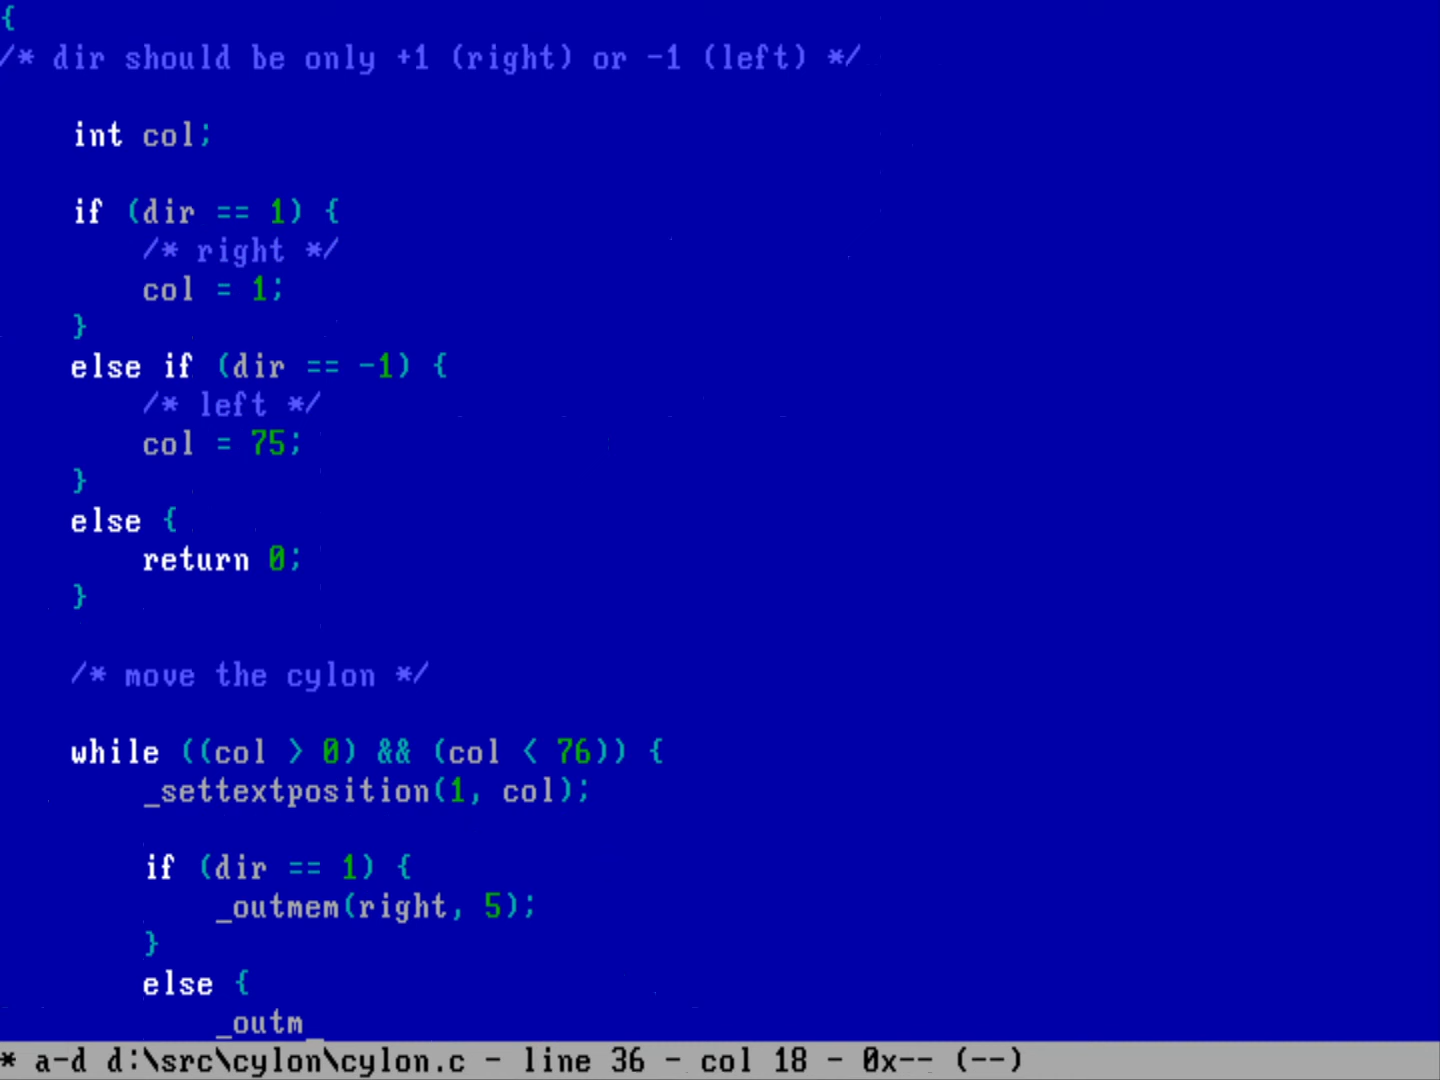 {
/* dir should be only +1 (right) or -1 (left) */
int col;
if (dir == 1) {
/* right */
col = 1;
}
else if (dir == -1) {
/* left */
col = 75;
}
else {
return 0;
}
/* move the cylon */
while ((col > 0) && (col < 76)) {
_settextposition(1, col);
if (dir == 1) {
_outmem(right, 5);
}
else {
_outm_
* a-d d:\src\cylon\cylon.c - line 36 - col 18 - 0x-- (--)